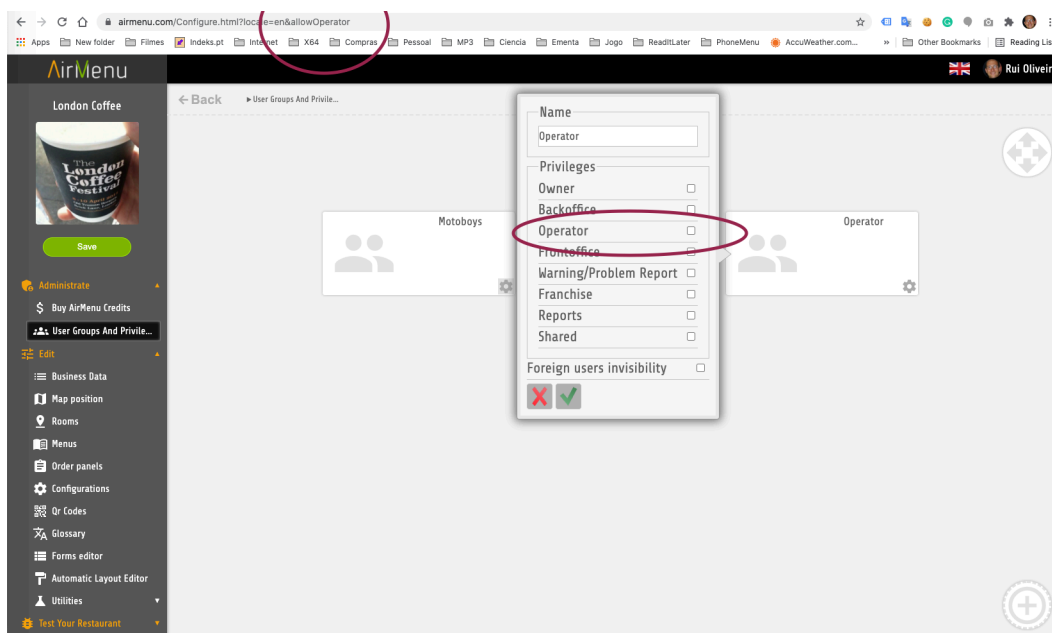 airmenu.com/Configure.html?locale=en&allowOperator
Apps New folder Filmes Indeks.pt Internet X64 Compras Pessoal MP3 Ciencia Ementa Jogo ReaditLater PhoneMenu AccuWeather.com... » Other Bookmarks Reading Lis
AirMenu
Rui Oliveir
London Coffee
The
London
Coffee
Festival
Save
Administrate
Buy AirMenu Credits
User Groups And Privile...
Edit
Business Data
Map position
Rooms
Menus
Order panels
Configurations
Qr Codes
Glossary
Forms editor
Automatic Layout Editor
Utilities
Test Your Restaurant
Back
User Groups And Privile...
Motoboys
Name
Operator
Privileges
Owner
Backoffice
Operator
Frontoffice
Warning/Problem Report
Franchise
Reports
Shared
Foreign users invisibility
Operator